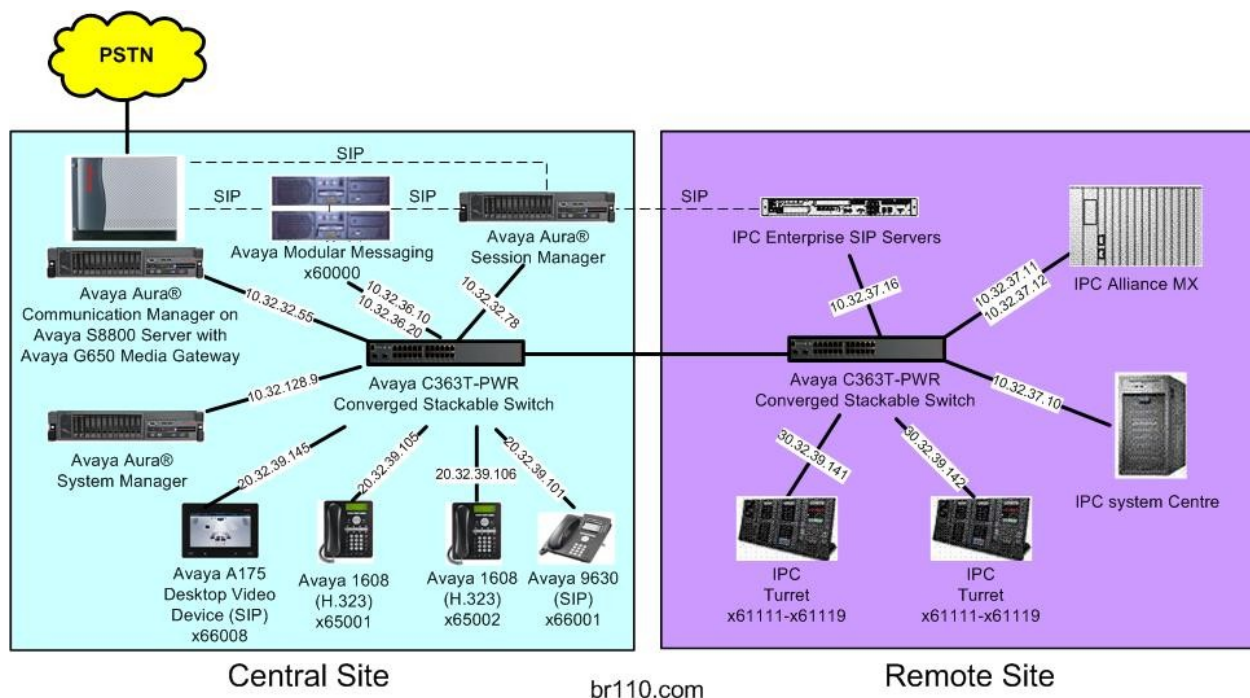 PSTN
SIP
SIP
SIP
SIP
Avaya Modular Messaging
x60000
Avaya Aura®
Session Manager
IPC Enterprise SIP Servers
IPC Alliance MX
Avaya Aura®
Communication Manager on
Avaya S8800 Server with
Avaya G650 Media Gateway
10.32.32.55
10.32.36.10
10.32.36.20
10.32.32.78
10.32.37.16
10.32.37.11
10.32.37.12
Avaya C363T-PWR
Converged Stackable Switch
Avaya C363T-PWR
Converged Stackable Switch
10.32.128.9
10.32.37.10
Avaya Aura®
System Manager
20.32.39.145
20.32.39.105
20.32.39.106
20.32.39.101
30.32.39.141
30.32.39.142
IPC system Centre
Avaya A175
Desktop Video
Device (SIP)
x66008
Avaya 1608
(H.323)
x65001
Avaya 1608
(H.323)
x65002
Avaya 9630
(SIP)
x66001
IPC
Turret
x61111-x61119
IPC
Turret
x61111-x61119
Central Site
Remote Site
br110.com